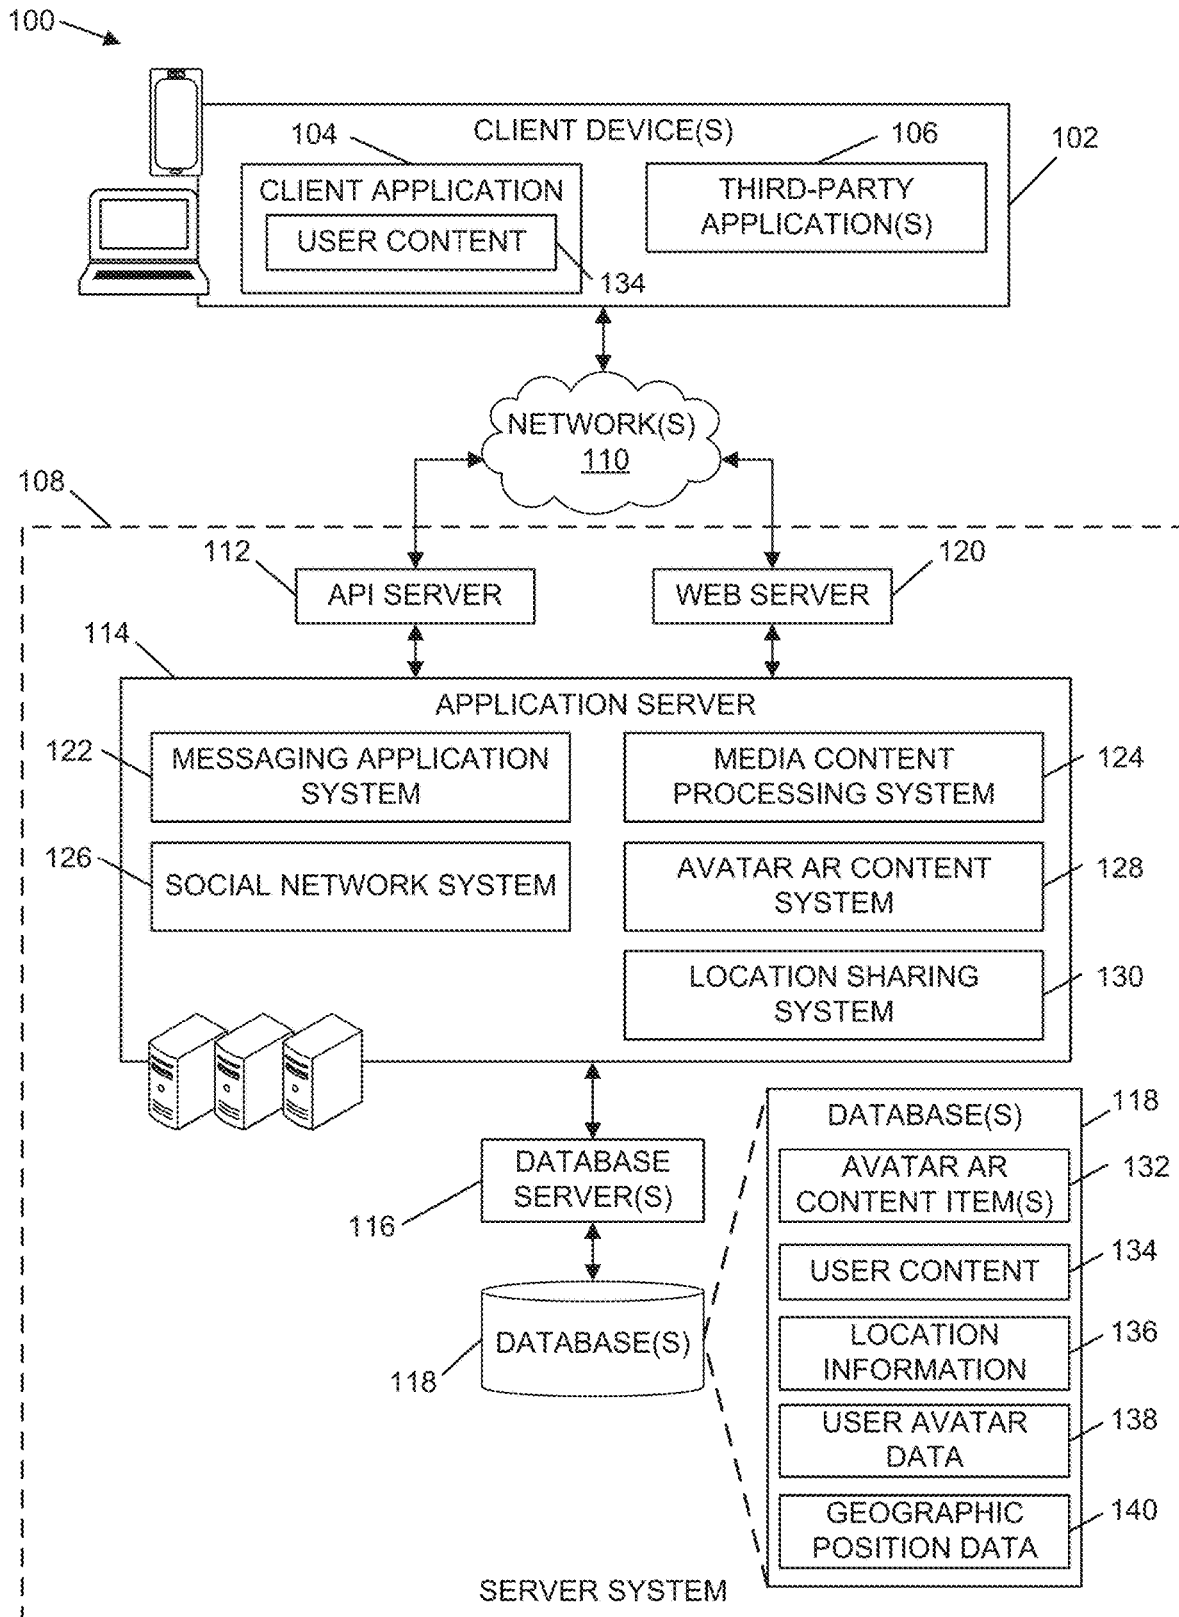 100
CLIENT DEVICE(S)
104
106
102
CLIENT APPLICATION
USER CONTENT
134
THIRD-PARTY
APPLICATION(S)
NETWORK(S)
110
108
112
API SERVER
120
WEB SERVER
114
APPLICATION SERVER
122
MESSAGING APPLICATION
SYSTEM
MEDIA CONTENT
PROCESSING SYSTEM
124
126
SOCIAL NETWORK SYSTEM
AVATAR AR CONTENT
SYSTEM
128
LOCATION SHARING
SYSTEM
130
DATABASE
SERVER(S)
116
DATABASE(S)
118
DATABASE(S)
118
AVATAR AR
CONTENT ITEM(S)
132
USER CONTENT
134
LOCATION
INFORMATION
136
USER AVATAR
DATA
138
GEOGRAPHIC
POSITION DATA
140
SERVER SYSTEM